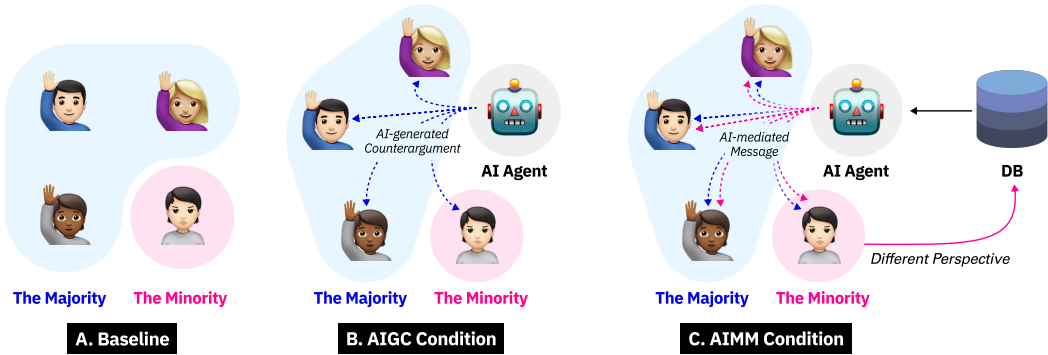 AI-generated
Counterargument
AI Agent
The Majority
The Minority
A. Baseline
The Majority
The Minority
B. AIGC Condition
AI-mediated
Message
AI Agent
DB
Different Perspective
The Majority
The Minority
C. AIMM Condition